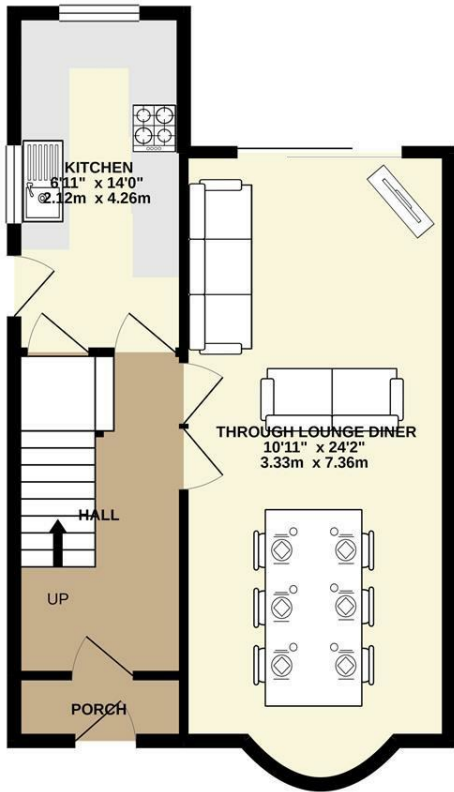 KITCHEN
6'11" x 14'0"
2.12m x 4.26m
THROUGH LOUNGE DINER
10'11" x 24'2"
3.33m x 7.36m
HALL
UP
PORCH